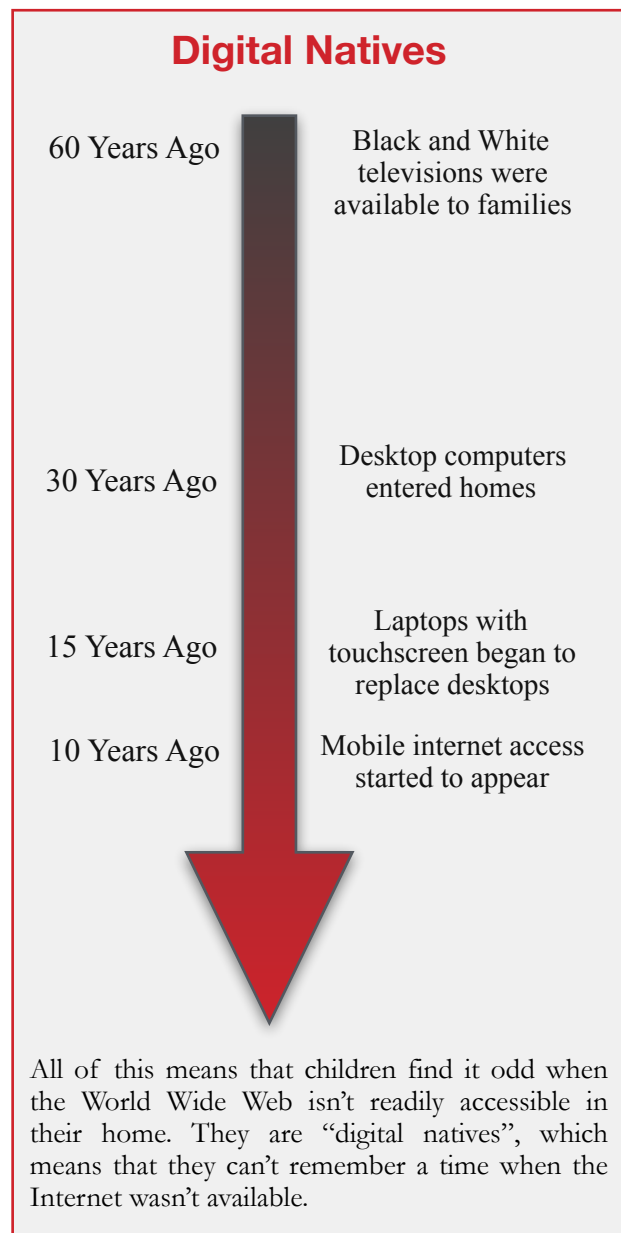 Digital Natives
60 Years Ago
Black and White
televisions were
available to families
30 Years Ago
Desktop computers
entered homes
15 Years Ago
Laptops with
touchscreen began to
replace desktops
10 Years Ago
Mobile internet access
started to appear
All of this means that children find it odd when
the World Wide Web isn’t readily accessible in
their home. They are “digital natives”, which
means that they can’t remember a time when the
Internet wasn’t available.